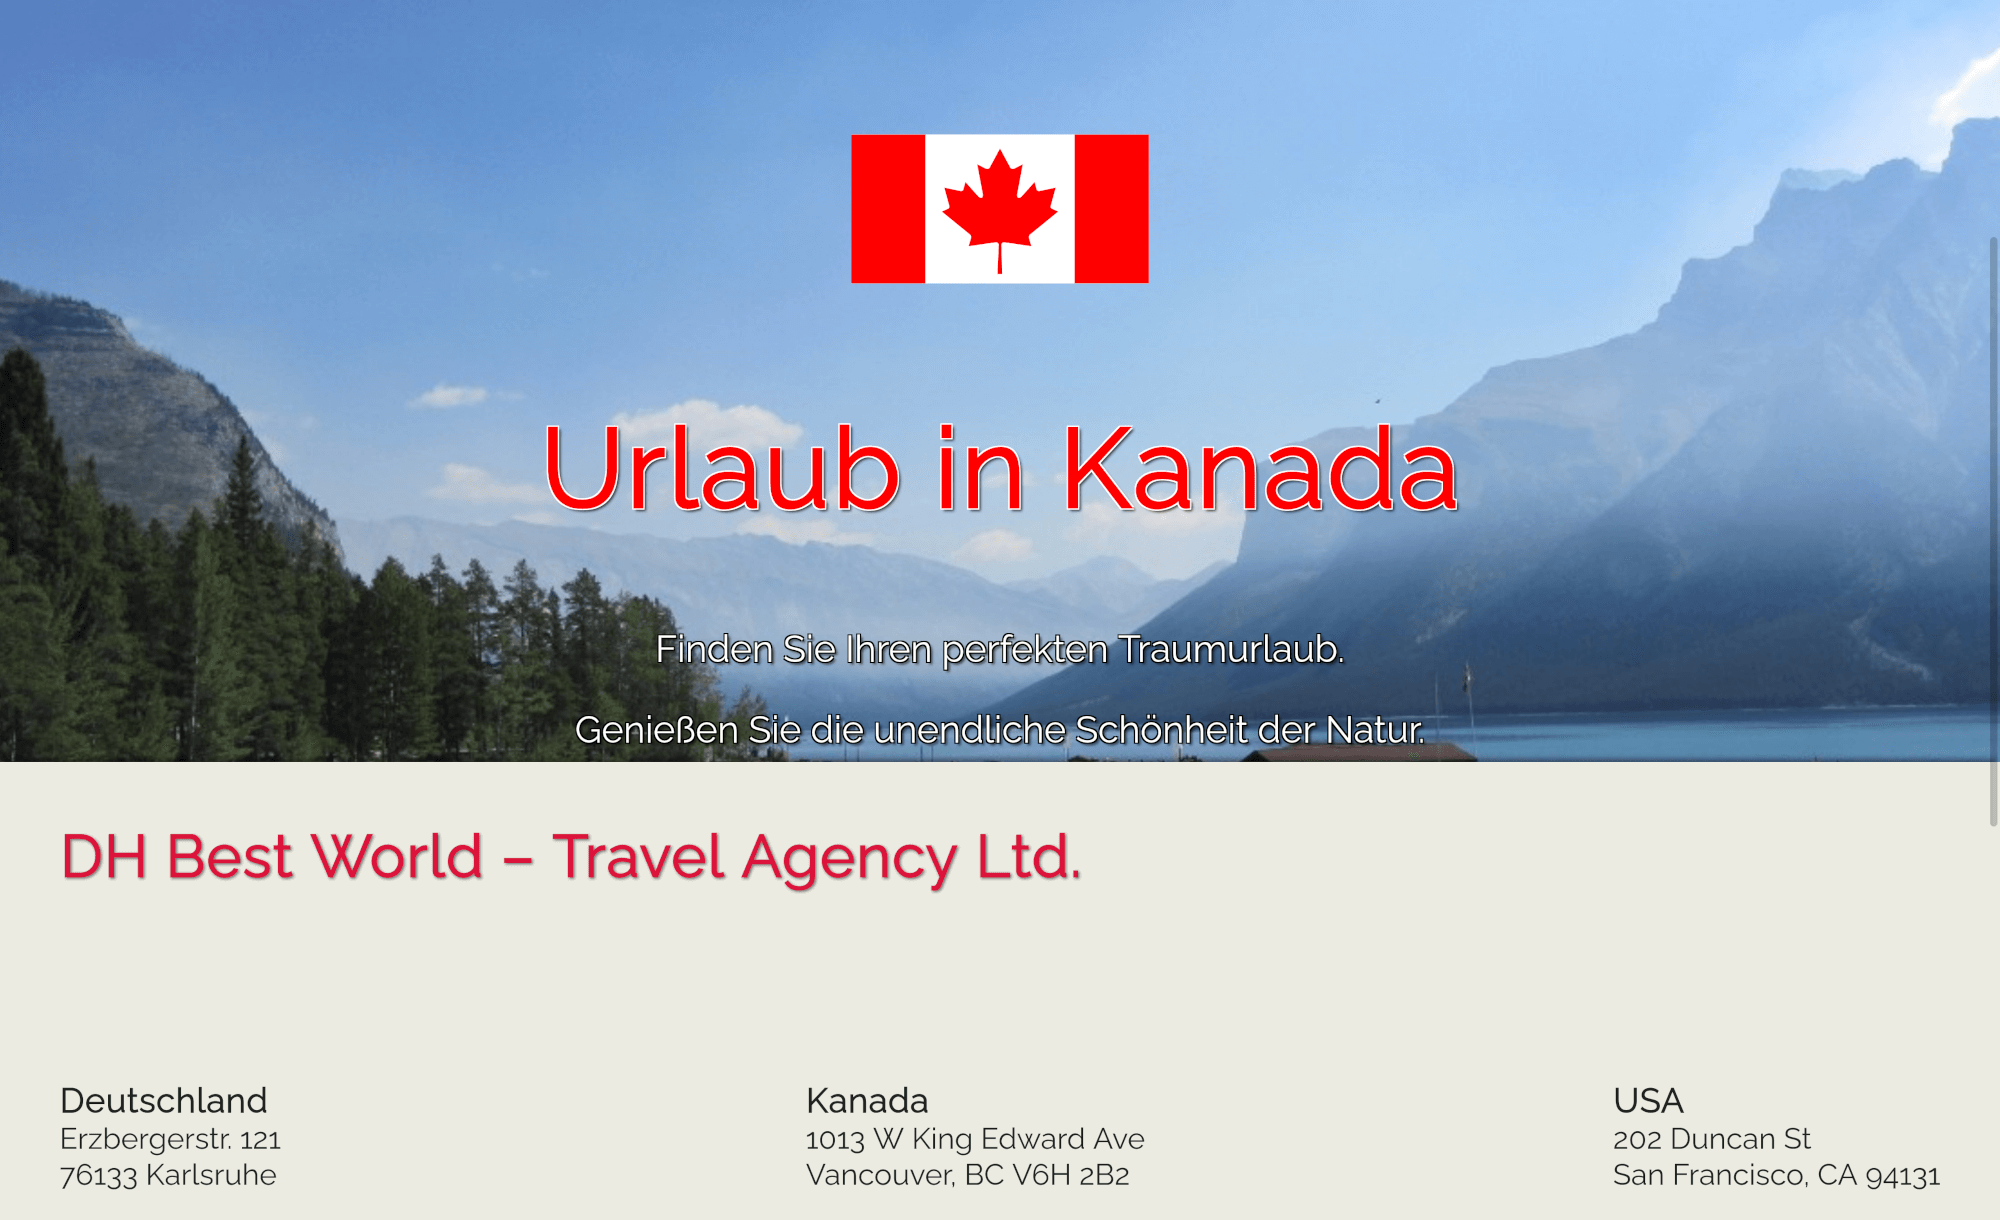 Urlaub in Kanada
Finden Sie Ihren perfekten Traumurlaub.
Genießen Sie die unendliche Schönheit der Natur.
DH Best World – Travel Agency Ltd.
Deutschland
Erzbergerstr. 121
76133 Karlsruhe
Kanada
1013 W King Edward Ave
Vancouver, BC V6H 2B2
USA
202 Duncan St
San Francisco, CA 94131